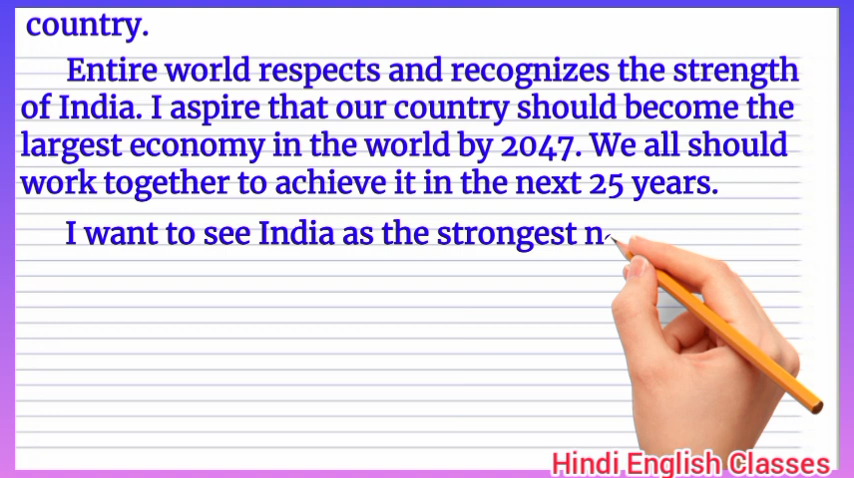 country.
Entire world respects and recognizes the strength
of India. I aspire that our country should become the
largest economy in the world by 2047. We all should
work together to achieve it in the next 25 years.
I want to see India as the strongest n
Hindi English Classes